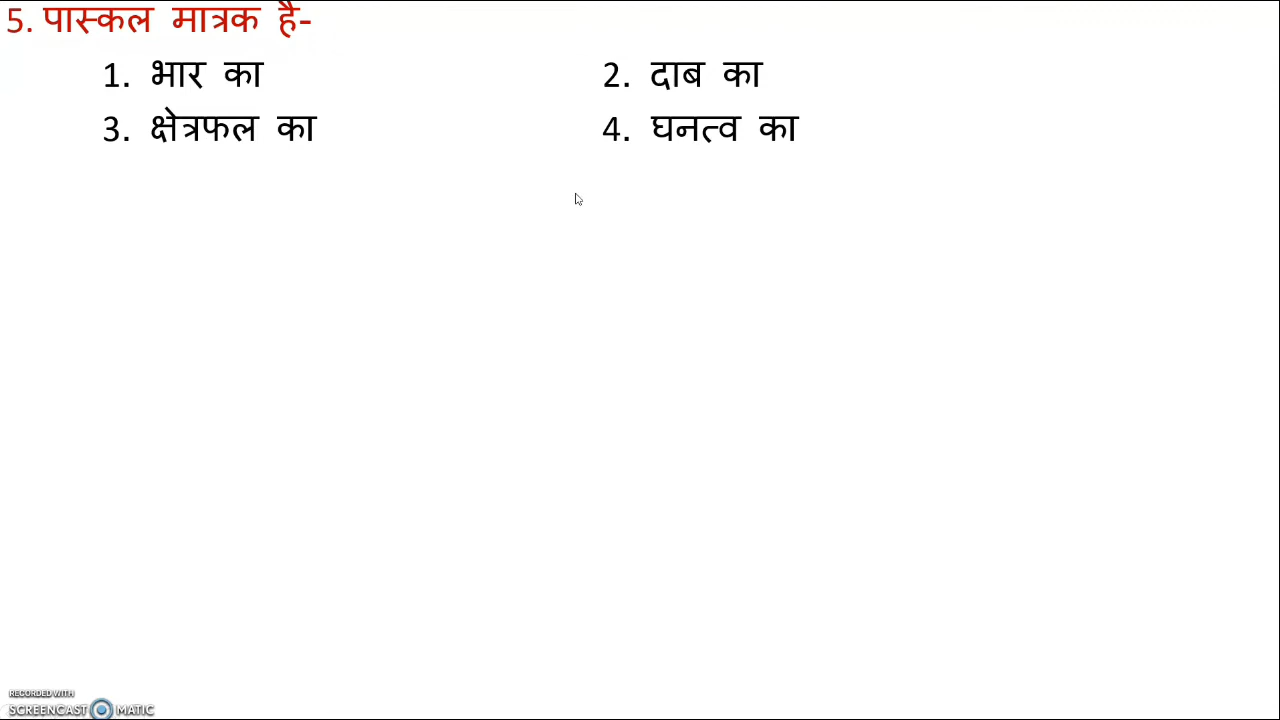 5. पास्कल मात्रक है-
1. भार का 2. दाब का
3. क्षेत्रफल का 4. घनत्व का
RECORDED WITH
SCREENCAST MATIC